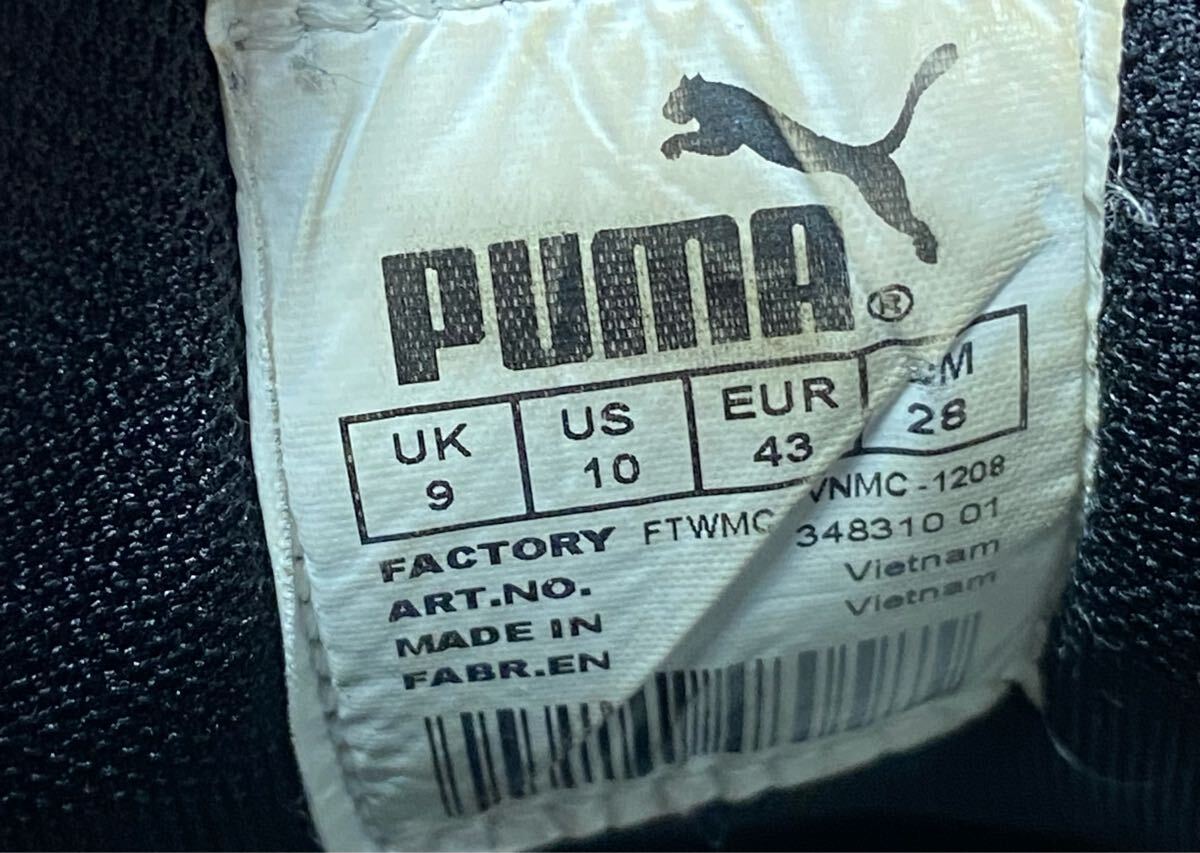 PUMA®
UK US EUR CM
9 10 43 28
FACTORY FTWMC VNMC-1208
ART.NO. 348310 01
MADE IN Vietnam
FABR.EN Vietnam